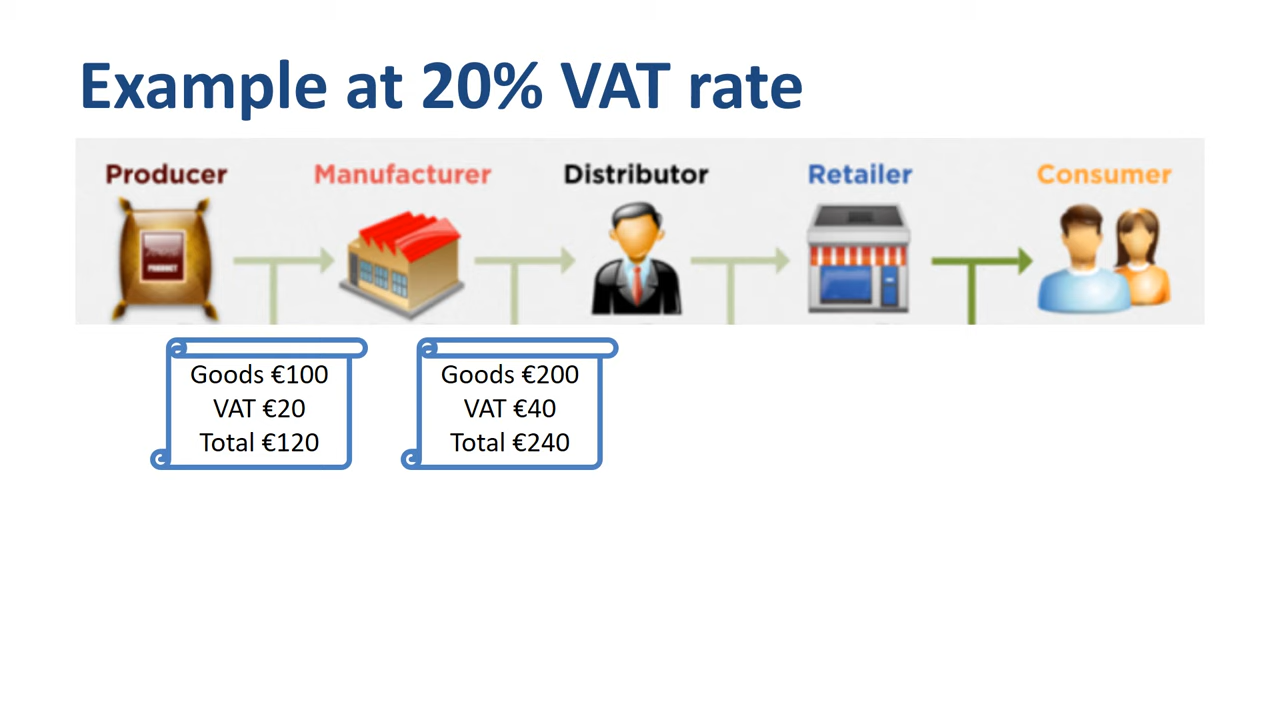 Example at 20% VAT rate
Producer Manufacturer Distributor Retailer Consumer
PRODUCT
Goods €100
VAT €20
Total €120
Goods €200
VAT €40
Total €240